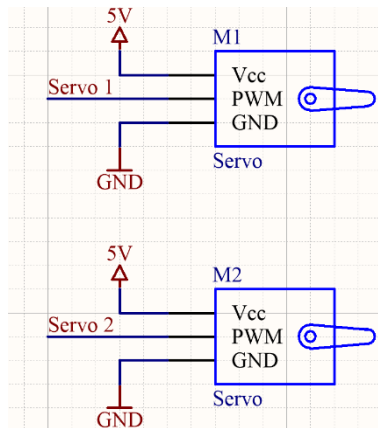 5V
M1
Vcc
Servo 1
PWM
GND
GND
Servo
5V
M2
Vcc
Servo 2
PWM
GND
GND
Servo